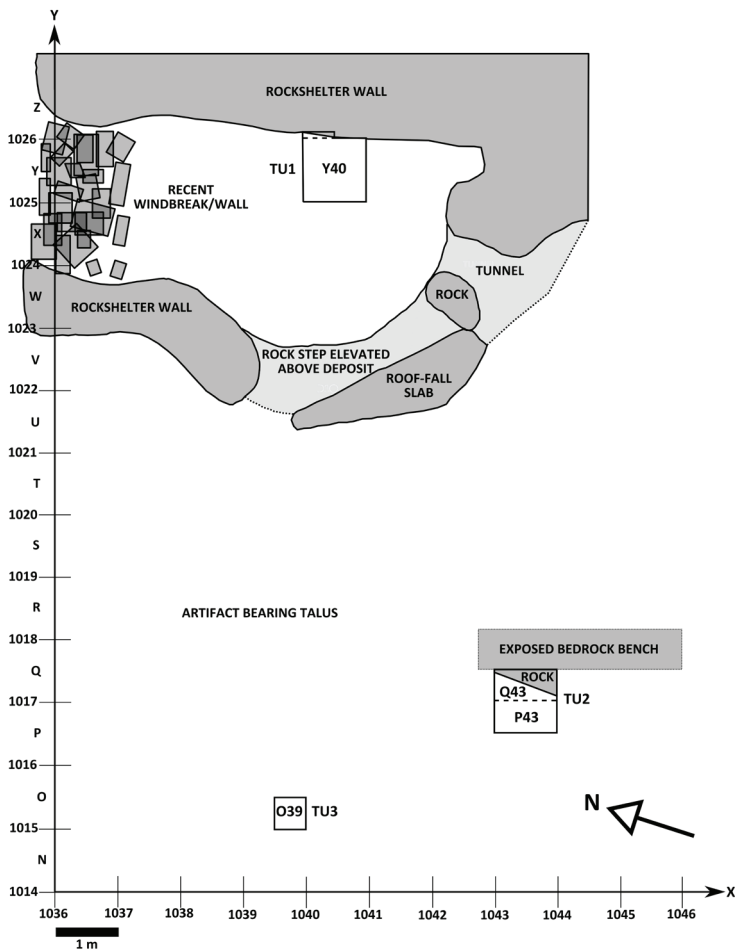 Y
ROCKSHELTER WALL
Z
1026
TU1
Y40
Y
RECENT
WINDBREAK/WALL
1025
X
TUNNEL
1024
W
ROCK
ROCKSHELTER WALL
1023
ROCK STEP ELEVATED
ABOVE DEPOSIT
V
ROOF-FALL
SLAB
1022
U
1021
T
1020
S
1019
R
ARTIFACT BEARING TALUS
1018
EXPOSED BEDROCK BENCH
Q
ROCK
Q43
TU2
1017
P43
P
1016
O
O39
TU3
N
1015
N
1014
X
1036
1037
1038
1039
1040
1041
1042
1043
1044
1045
1046
1 m